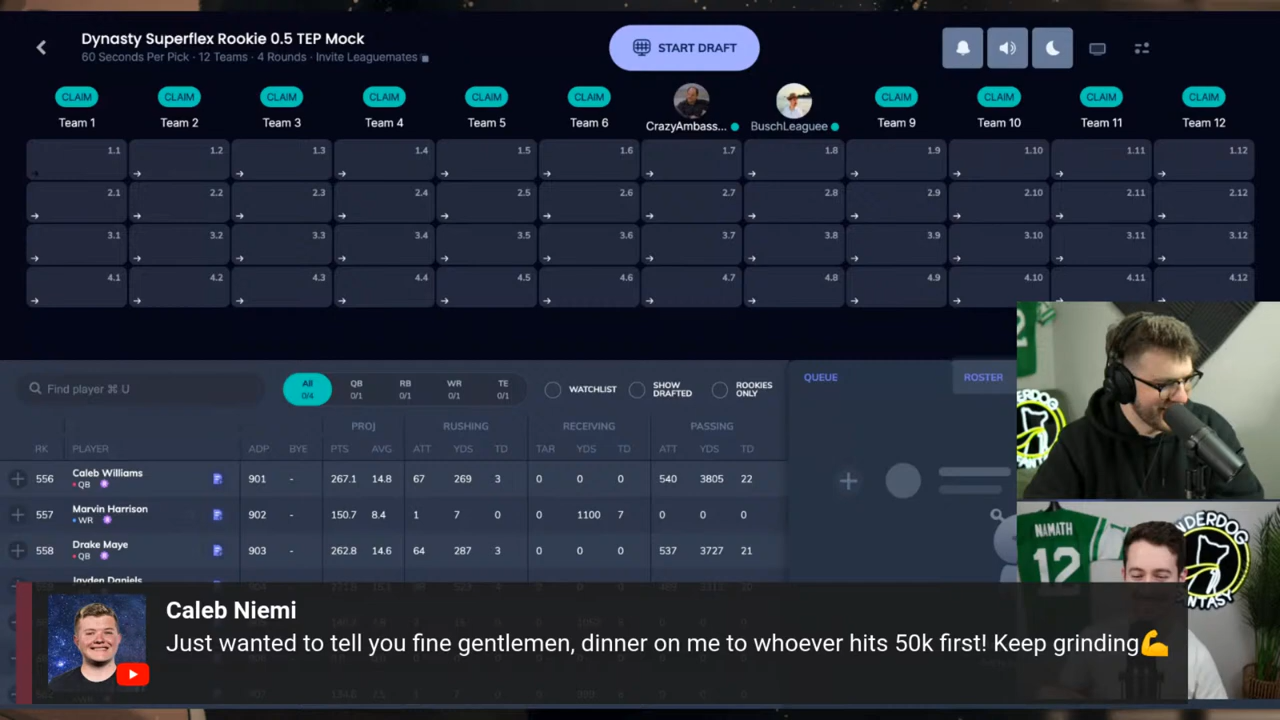 Dynasty Superflex Rookie 0.5 TEP Mock
60 Seconds Per Pick · 12 Teams · 4 Rounds · Invite Leaguemates
START DRAFT
CLAIM CLAIM CLAIM CLAIM CLAIM CLAIM CLAIM CLAIM CLAIM CLAIM
Team 1 Team 2 Team 3 Team 4 Team 5 Team 6 CrazyAmbass... BuschLeaguee Team 9 Team 10 Team 11 Team 12
1.1 1.2 1.3 1.4 1.5 1.6 1.7 1.8 1.9 1.10 1.11 1.12
2.1 2.2 2.3 2.4 2.5 2.6 2.7 2.8 2.9 2.10 2.11 2.12
3.1 3.2 3.3 3.4 3.5 3.6 3.7 3.8 3.9 3.10 3.11 3.12
4.1 4.2 4.3 4.4 4.5 4.6 4.7 4.8 4.9 4.10 4.11 4.12
Find player ⌘ U
All QB RB WR TE
0/4 0/1 0/1 0/1 0/1
WATCHLIST
SHOW DRAFTED
ROOKIES ONLY
QUEUE ROSTER
PROJ RUSHING RECEIVING PASSING
RK PLAYER ADP BYE PTS AVG ATT YDS TD TAR YDS TD ATT YDS TD
556 Caleb Williams QB 901 - 267.1 14.8 67 269 3 0 0 0 540 3805 22
557 Marvin Harrison WR 902 - 150.7 8.4 1 7 0 0 1100 7 0 0 0
558 Drake Maye QB 903 - 262.8 14.6 64 287 3 0 0 0 537 3727 21
Jayden Daniels
NAMATH
12
Caleb Niemi
Just wanted to tell you fine gentlemen, dinner on me to whoever hits 50k first! Keep grinding💪